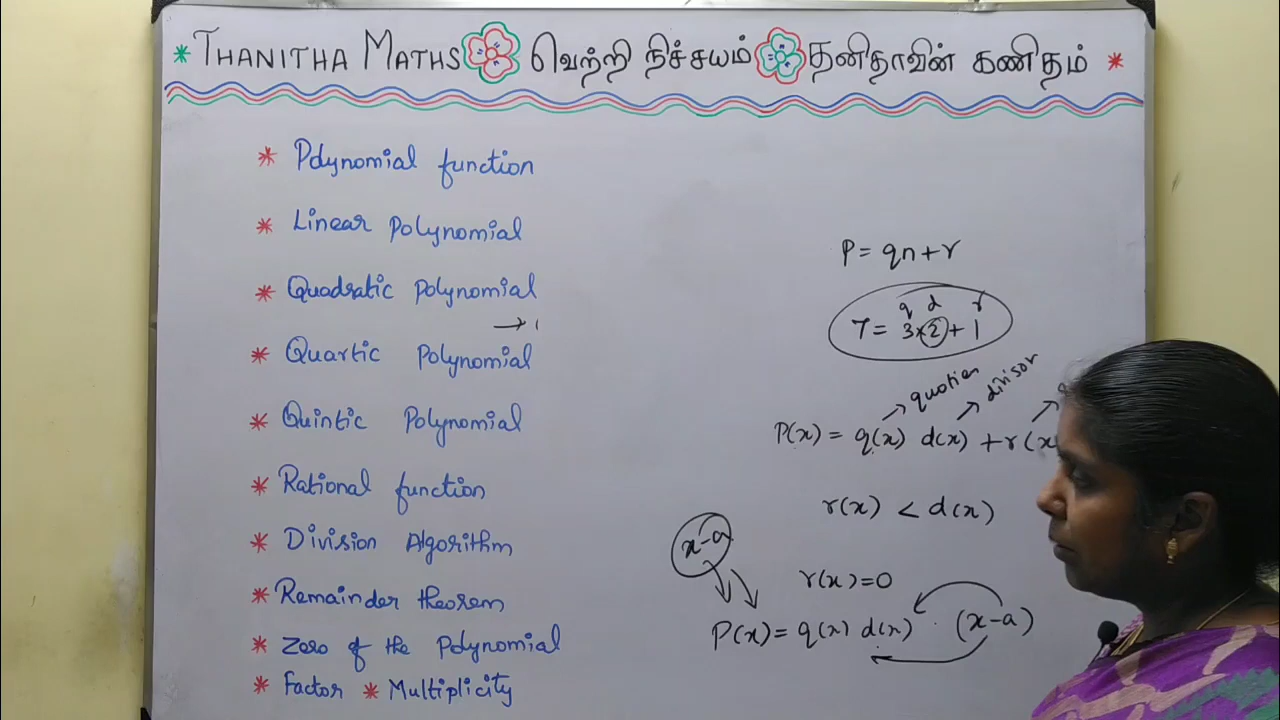 * THANITHA MATHS வெற்றி நிச்சயம் தனிதாவின் கணிதம் *
* Polynomial function
* Linear Polynomial
* Quadratic Polynomial
→
* Quartic Polynomial
* Quintic Polynomial
* Rational function
* Division Algorithm
* Remainder theorem
* Zero of the Polynomial
* Factor * Multiplicity
P = qn + r
q d r
7 = 3×2 + 1
→ quotien → divisor →
P(x) = q(x) d(x) + r(x
r(x) < d(x)
x-a
r(x) = 0
P(x) = q(x) d(x) (x-a)